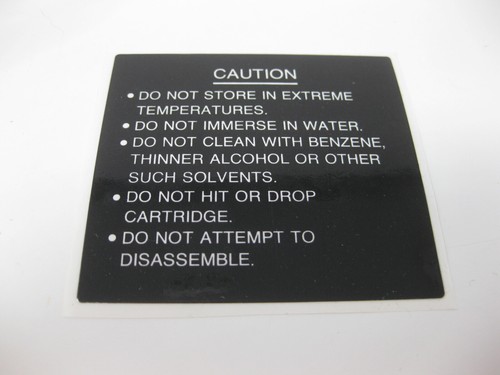 CAUTION
• DO NOT STORE IN EXTREME
TEMPERATURES.
• DO NOT IMMERSE IN WATER.
• DO NOT CLEAN WITH BENZENE,
THINNER ALCOHOL OR OTHER
SUCH SOLVENTS.
• DO NOT HIT OR DROP
CARTRIDGE.
• DO NOT ATTEMPT TO
DISASSEMBLE.